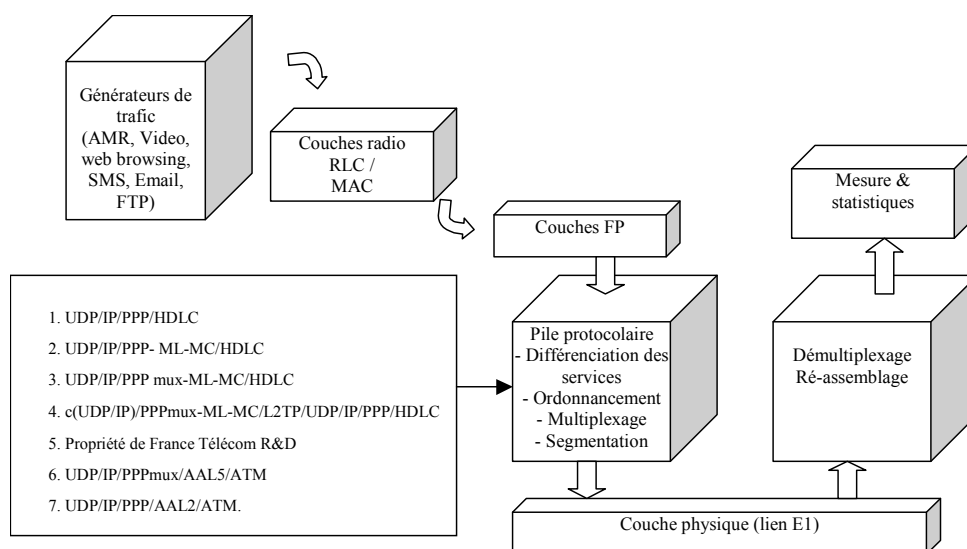 Générateurs de
trafic
(AMR, Video,
web browsing,
SMS, Email,
FTP)
Couches radio
RLC /
MAC
Couches FP
Mesure &
statistiques
1. UDP/IP/PPP/HDLC
2. UDP/IP/PPP- ML-MC/HDLC
3. UDP/IP/PPP mux-ML-MC/HDLC
4. c(UDP/IP)/PPPmux-ML-MC/L2TP/UDP/IP/PPP/HDLC
5. Propriété de France Télécom R&D
6. UDP/IP/PPPmux/AAL5/ATM
7. UDP/IP/PPP/AAL2/ATM.
Pile protocolaire
- Différenciation des
services
- Ordonnancement
- Multiplexage
- Segmentation
Démultiplexage
Ré-assemblage
Couche physique (lien E1)